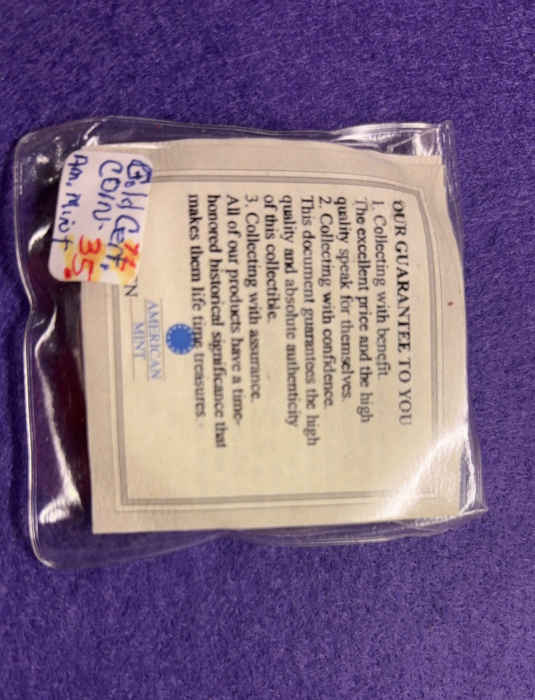 OUR GUARANTEE TO YOU
1. Collecting with benefit.
The excellent price and the high
quality speak for themselves.
2. Collecting with confidence.
This document guarantees the high
quality and absolute authenticity
of this collectible.
3. Collecting with assurance.
All of our products have a time-
honored historical significance that
makes them life time treasures.
AMERICAN
MINT
Gold Cert.
COIN.
Am. Mint
35